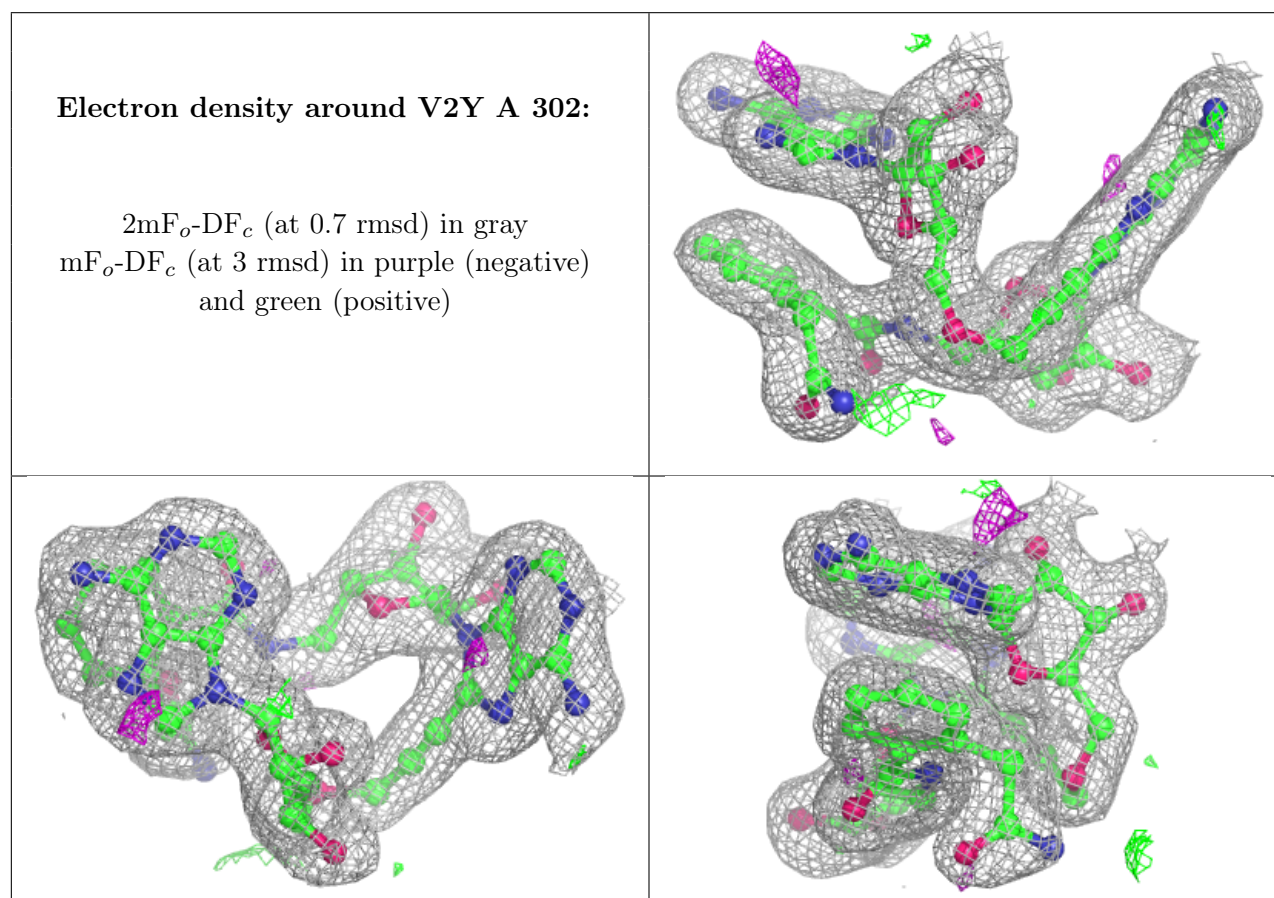 Electron density around V2Y A 302:
2mFo-DFc (at 0.7 rmsd) in gray
mFo-DFc (at 3 rmsd) in purple (negative)
and green (positive)